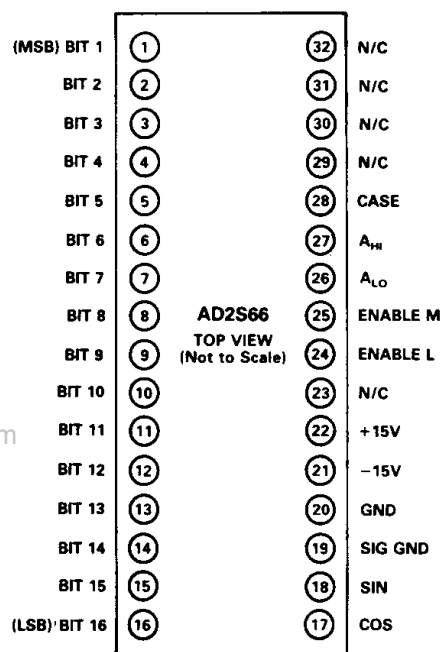 (MSB) BIT 1 1 32 N/C
BIT 2 2 31 N/C
BIT 3 3 30 N/C
BIT 4 4 29 N/C
BIT 5 5 28 CASE
BIT 6 6 27 AHI
BIT 7 7 26 ALO
BIT 8 8 AD2S66 25 ENABLE M
TOP VIEW
BIT 9 9 (Not to Scale) 24 ENABLE L
BIT 10 10 23 N/C
m BIT 11 11 22 +15V
BIT 12 12 21 −15V
BIT 13 13 20 GND
BIT 14 14 19 SIG GND
BIT 15 15 18 SIN
(LSB) BIT 16 16 17 COS